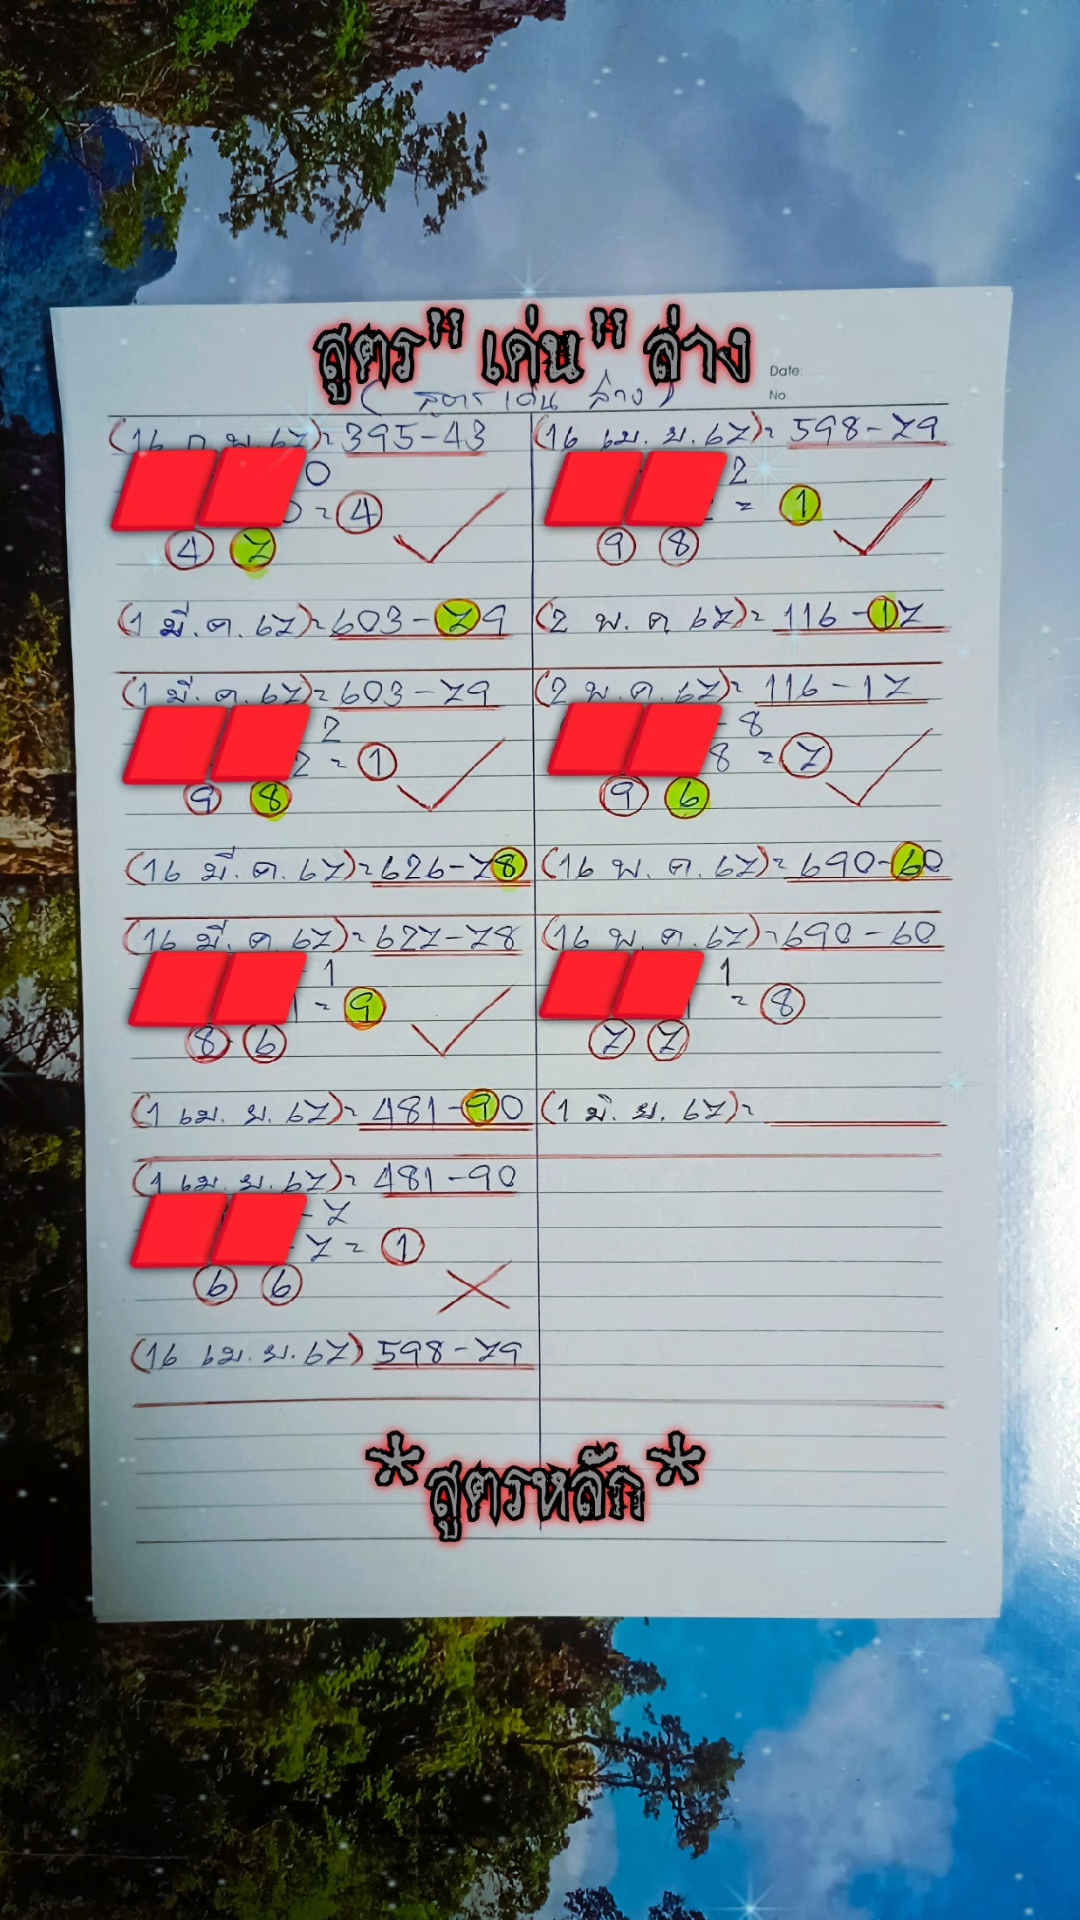 สูตร"เด่น"ล่าง
Date:
No.
(สูตรเด่น ล่าง)
(16 ก.พ.67)=395-43
0
0=4
4 7
(1 มี.ค.67)=603-79
(1 มี.ค.67)=603-79
2
2=1
9 8
(16 มี.ค.67)=626-78
(16 มี.ค.67)=627-78
1
=9
8 6
(1 เม.ย.67)=481-90
(1 เม.ย.67)=481-90
-7
-7=1
6 6
(16 เม.ย.67) 598-79
(16 เม.ย.67)=598-79
2
=1
9 8
(2 พ.ค.67)=116-17
(2 พ.ค.67)=116-17
-8
8=7
9 6
(16 พ.ค.67)=690-60
(16 พ.ค.67)=690-60
1
=8
7 7
(1 มิ.ย.67)=
*สูตรหลัก*